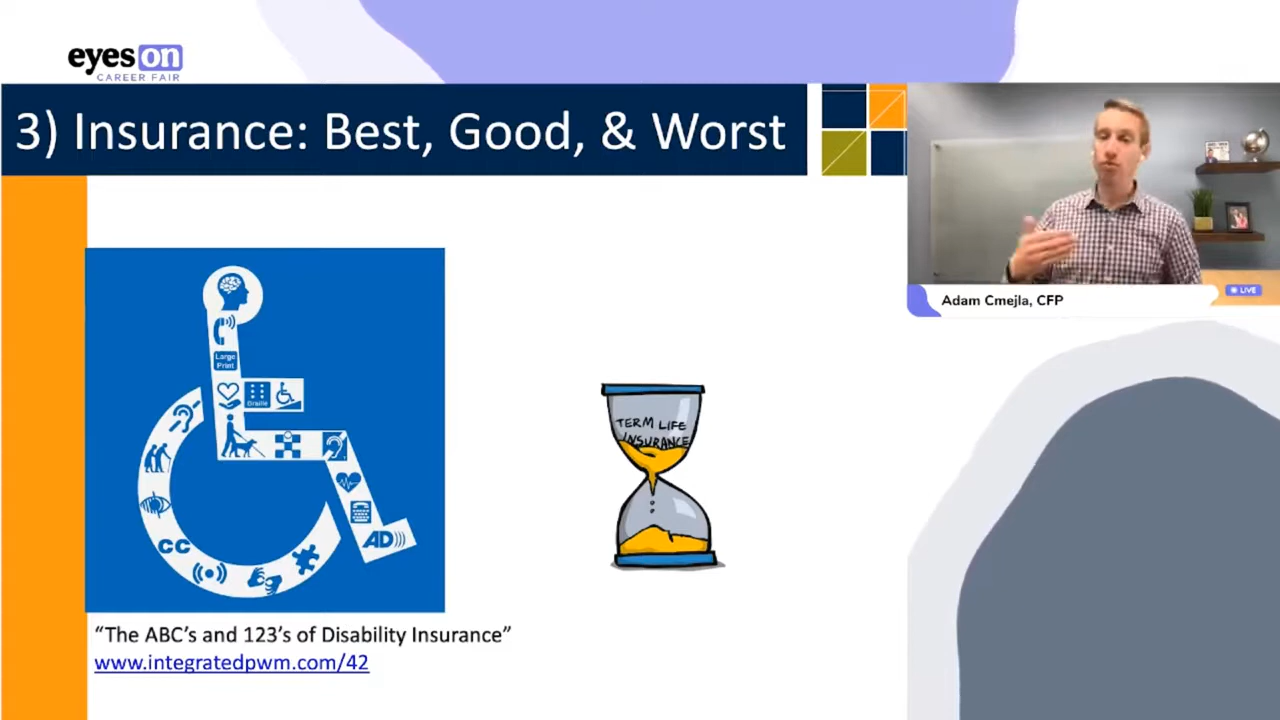 eyes on
CAREER FAIR
3) Insurance: Best, Good, & Worst
Adam Cmejla, CFP
LIVE
Large
Print
Braille
CC
AD
TERM LIFE
INSURANCE
“The ABC’s and 123’s of Disability Insurance”
www.integratedpwm.com/42